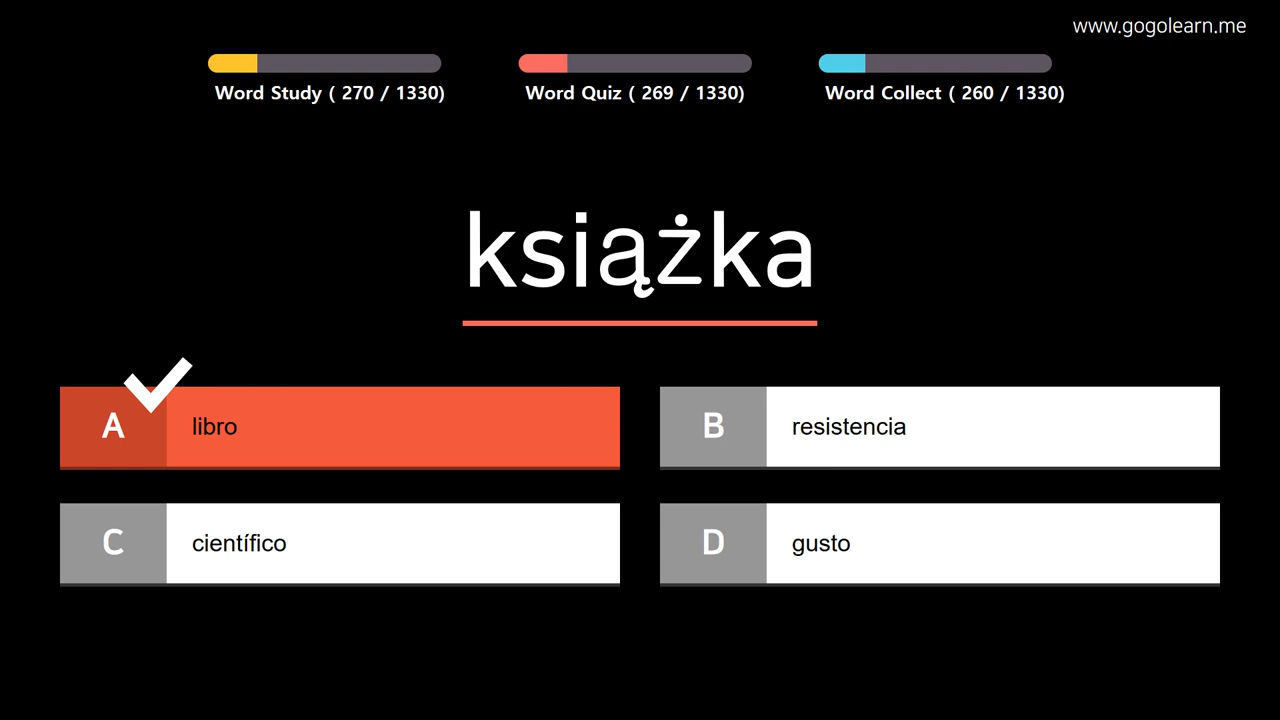 www.gogolearn.me
Word Study ( 270 / 1330)
Word Quiz ( 269 / 1330)
Word Collect ( 260 / 1330)
książka
A libro
B resistencia
C científico
D gusto